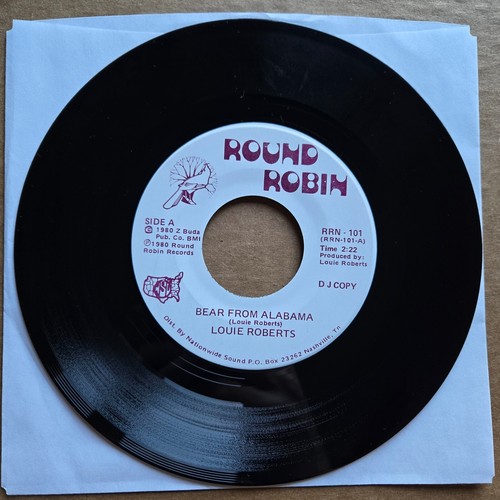 ROUND
ROBIN
SIDE A
© 1980 Z Buda
Pub. Co. BMI
℗ 1980 Round
Robin Records
RRN - 101
(RRN-101-A)
Time 2:22
Produced by:
Louie Roberts
D J COPY
BEAR FROM ALABAMA
(Louie Roberts)
LOUIE ROBERTS
Dist. By Nationwide Sound P.O. Box 23262 Nashville, Tn